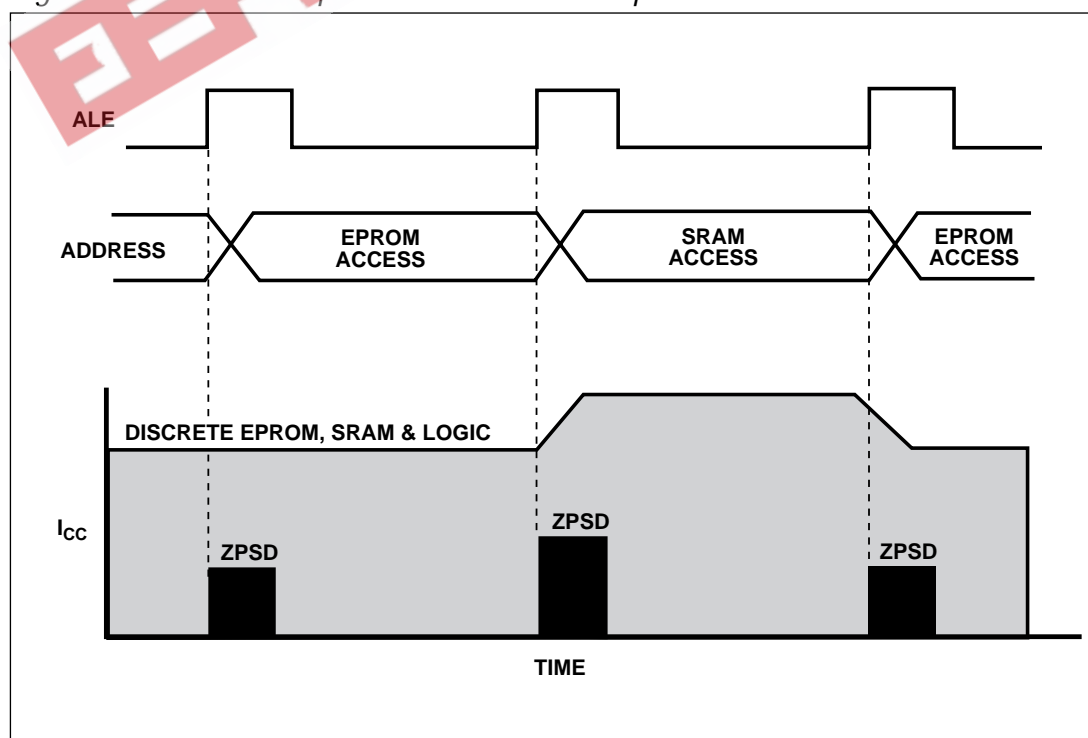 ALE
ADDRESS
EPROM
ACCESS
SRAM
ACCESS
EPROM
ACCESS
DISCRETE EPROM, SRAM & LOGIC
ICC
ZPSD
ZPSD
ZPSD
TIME